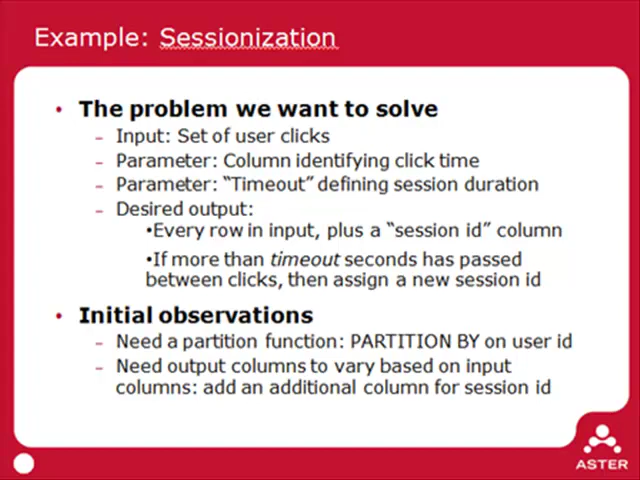 Example: Sessionization
• The problem we want to solve
– Input: Set of user clicks
– Parameter: Column identifying click time
– Parameter: “Timeout” defining session duration
– Desired output:
•Every row in input, plus a “session id” column
•If more than timeout seconds has passed
between clicks, then assign a new session id
• Initial observations
– Need a partition function: PARTITION BY on user id
– Need output columns to vary based on input
columns: add an additional column for session id
ASTER